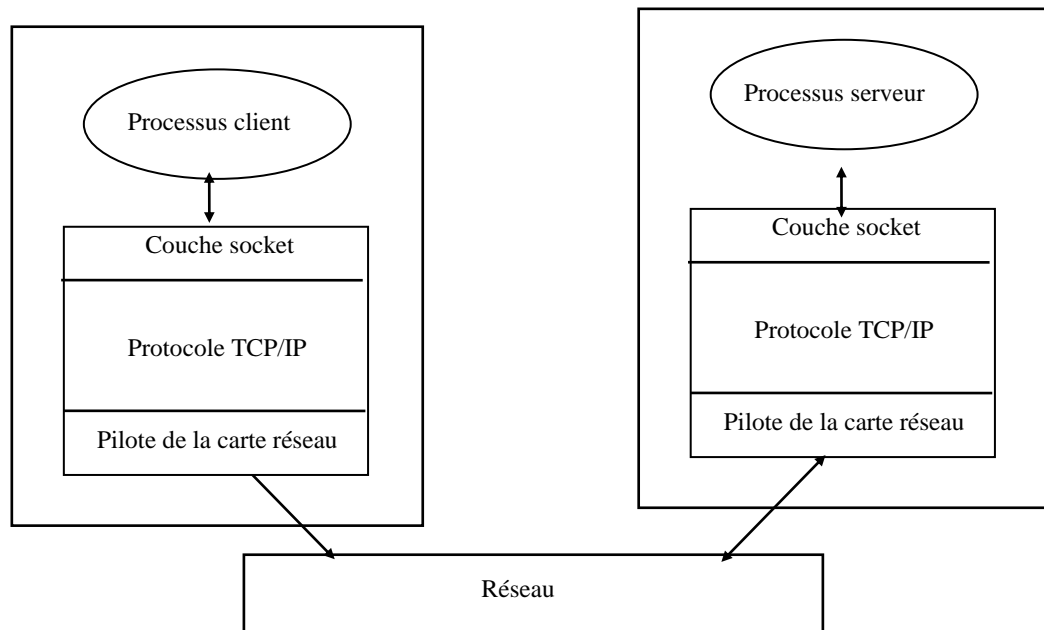 Processus client
Couche socket
Protocole TCP/IP
Pilote de la carte réseau
Processus serveur
Couche socket
Protocole TCP/IP
Pilote de la carte réseau
Réseau